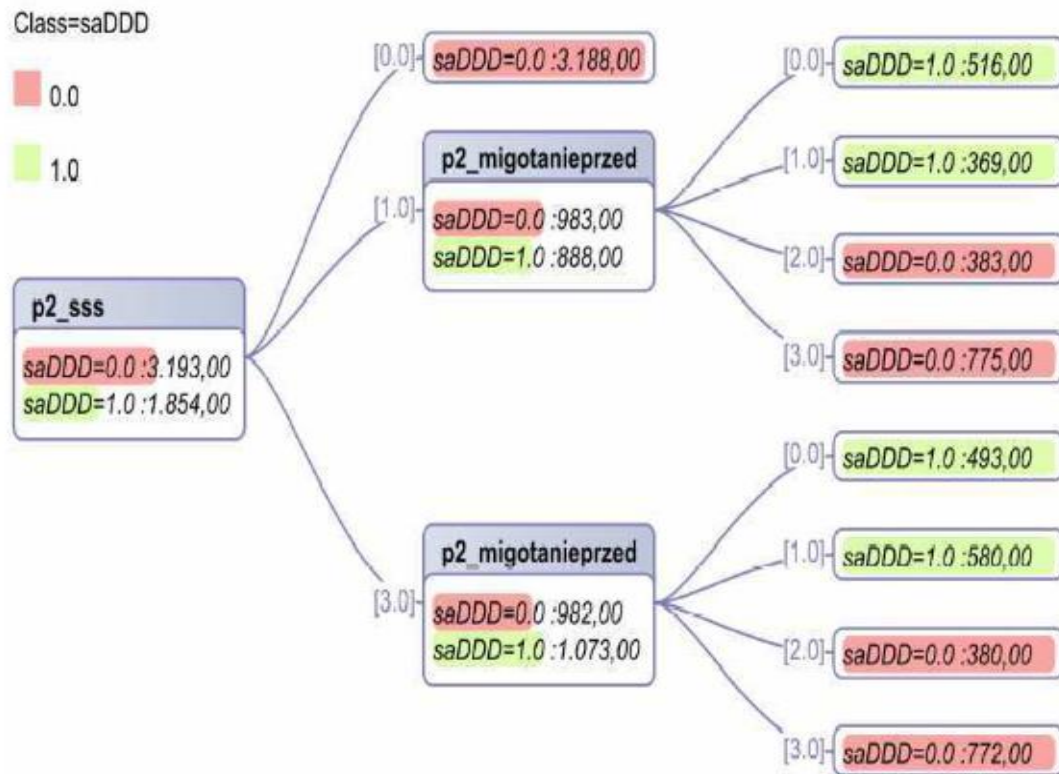 Class=saDDD
0.0
1.0
p2_sss
saDDD=0.0 :3.193,00
saDDD=1.0 :1.854,00
[0.0]
saDDD=0.0 :3.188,00
[1.0]
p2_migotanieprzed
saDDD=0.0 :983,00
saDDD=1.0 :888,00
[0.0]
saDDD=1.0 :516,00
[1.0]
saDDD=1.0 :369,00
[2.0]
saDDD=0.0 :383,00
[3.0]
saDDD=0.0 :775,00
[3.0]
p2_migotanieprzed
saDDD=0.0 :982,00
saDDD=1.0 :1.073,00
[0.0]
saDDD=1.0 :493,00
[1.0]
saDDD=1.0 :580,00
[2.0]
saDDD=0.0 :380,00
[3.0]
saDDD=0.0 :772,00